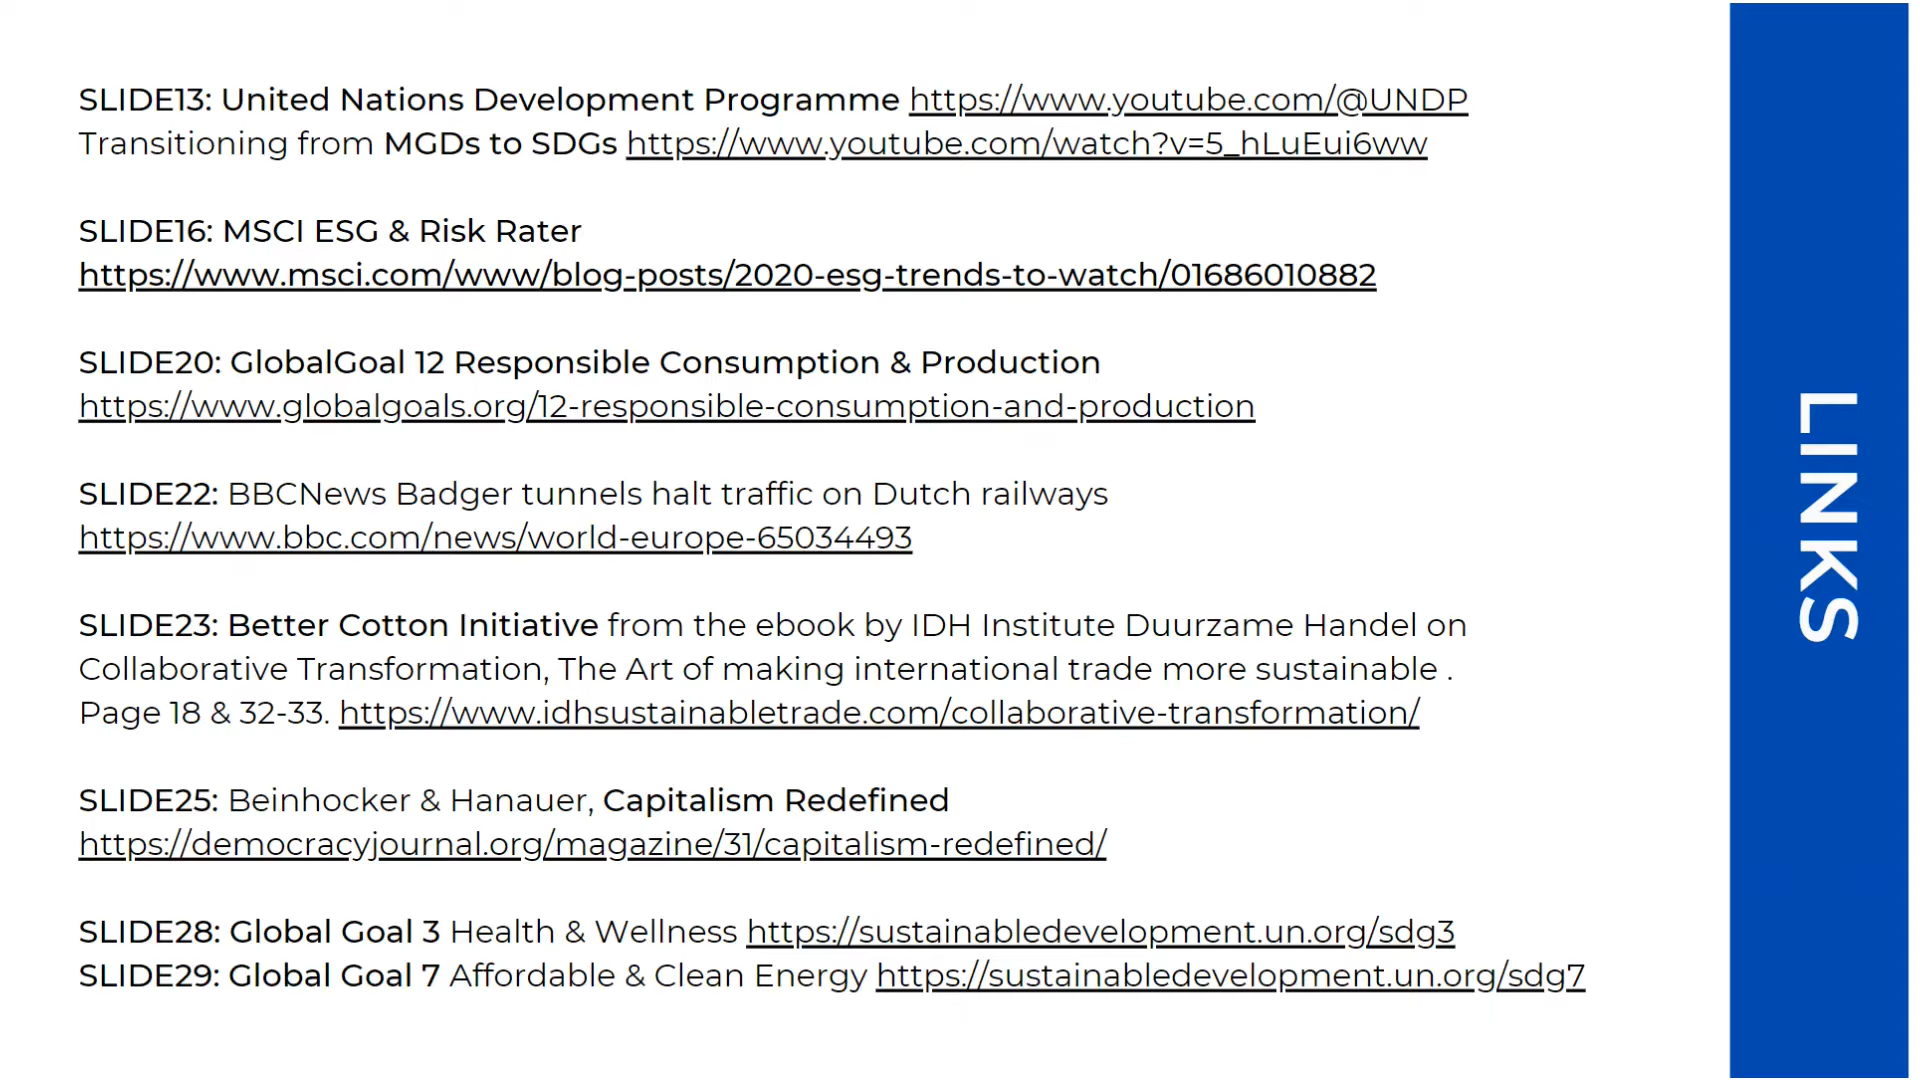 SLIDE13: United Nations Development Programme https://www.youtube.com/@UNDP
Transitioning from MGDs to SDGs https://www.youtube.com/watch?v=5_hLuEui6ww
SLIDE16: MSCI ESG & Risk Rater
https://www.msci.com/www/blog-posts/2020-esg-trends-to-watch/01686010882
SLIDE20: GlobalGoal 12 Responsible Consumption & Production
https://www.globalgoals.org/12-responsible-consumption-and-production
SLIDE22: BBCNews Badger tunnels halt traffic on Dutch railways
https://www.bbc.com/news/world-europe-65034493
SLIDE23: Better Cotton Initiative from the ebook by IDH Institute Duurzame Handel on
Collaborative Transformation, The Art of making international trade more sustainable .
Page 18 & 32-33. https://www.idhsustainabletrade.com/collaborative-transformation/
SLIDE25: Beinhocker & Hanauer, Capitalism Redefined
https://democracyjournal.org/magazine/31/capitalism-redefined/
SLIDE28: Global Goal 3 Health & Wellness https://sustainabledevelopment.un.org/sdg3
SLIDE29: Global Goal 7 Affordable & Clean Energy https://sustainabledevelopment.un.org/sdg7
LINKS